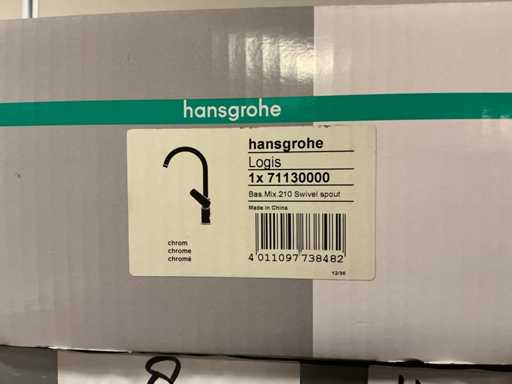 hansgrohe
hansgrohe
Logis
1x 71130000
Bas.Mix.210 Swivel spout
Made in China
chrom
chrome
chromé
4 011097 738482
12/36